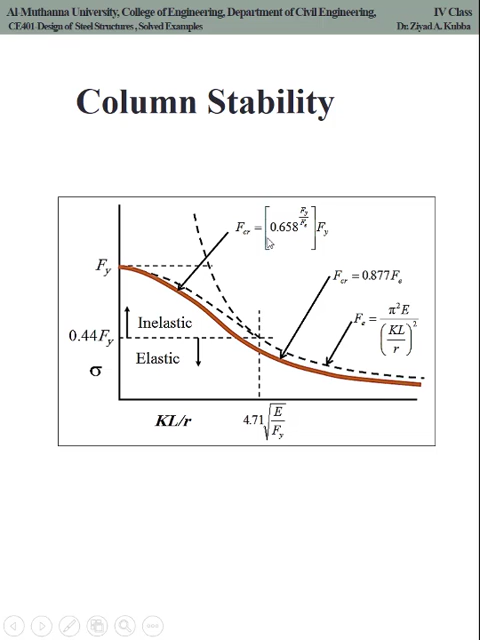 Al-Muthanna University, College of Engineering, Department of Civil Engineering, IV Class
CE401-Design of Steel Structures, Solved Examples Dr. Ziyad A. Kubba
Column Stability
F_cr = [0.658^(F_y/F_e)] F_y
F_y
F_cr = 0.877F_e
F_e = π²E / (KL/r)²
Inelastic
0.44F_y
Elastic
σ
KL/r
4.71√(E/F_y)